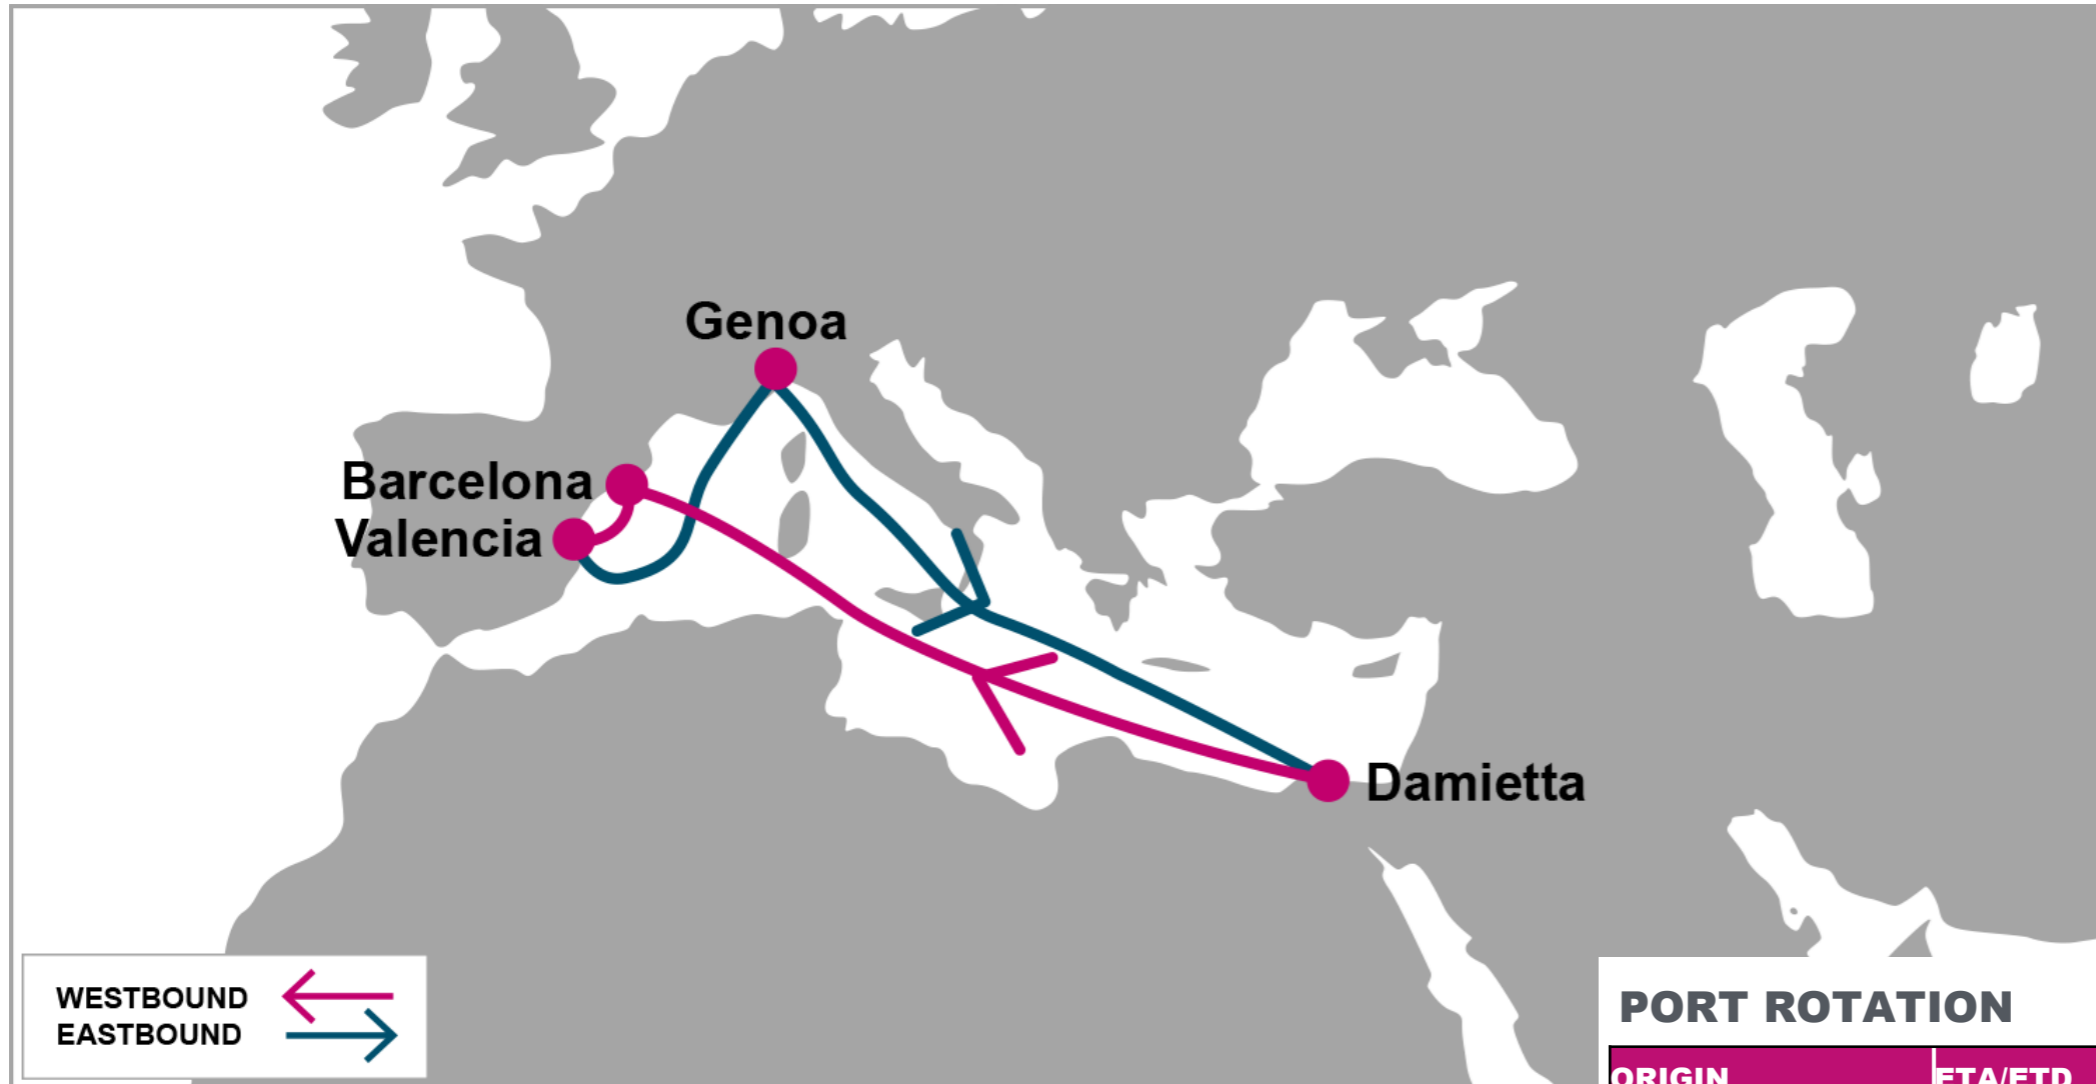 Genoa
Barcelona
Valencia
Damietta
WESTBOUND
EASTBOUND
PORT ROTATION
ORIGIN ETA/ETD